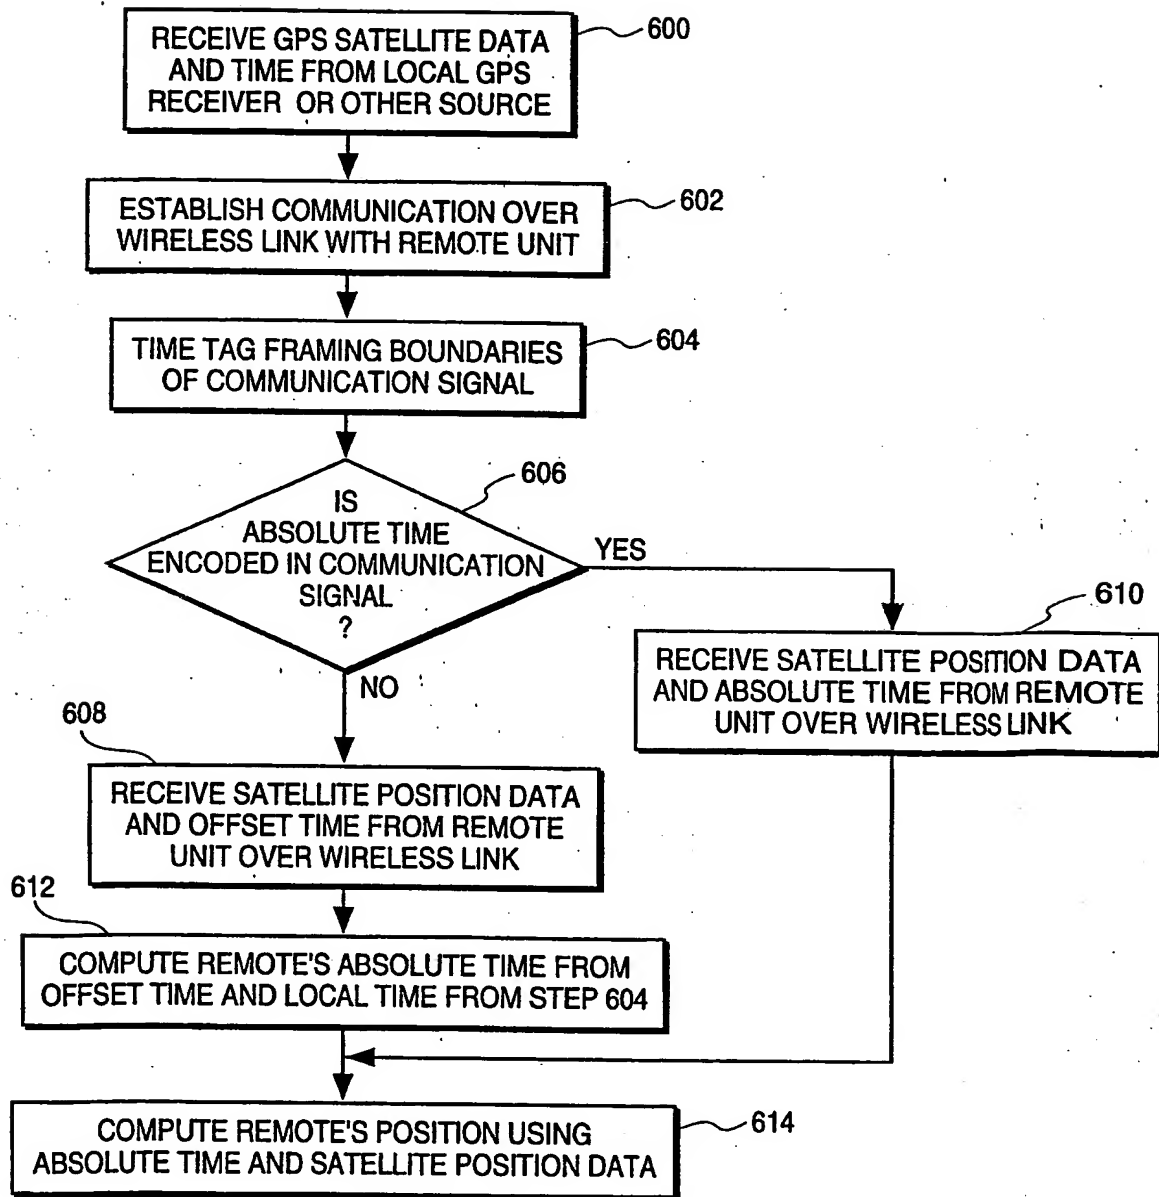 RECEIVE GPS SATELLITE DATA
AND TIME FROM LOCAL GPS
RECEIVER OR OTHER SOURCE
600
ESTABLISH COMMUNICATION OVER
WIRELESS LINK WITH REMOTE UNIT
602
TIME TAG FRAMING BOUNDARIES
OF COMMUNICATION SIGNAL
604
606
IS
ABSOLUTE TIME
ENCODED IN COMMUNICATION
SIGNAL
?
YES
NO
610
RECEIVE SATELLITE POSITION DATA
AND ABSOLUTE TIME FROM REMOTE
UNIT OVER WIRELESS LINK
608
RECEIVE SATELLITE POSITION DATA
AND OFFSET TIME FROM REMOTE
UNIT OVER WIRELESS LINK
612
COMPUTE REMOTE'S ABSOLUTE TIME FROM
OFFSET TIME AND LOCAL TIME FROM STEP 604
COMPUTE REMOTE'S POSITION USING
ABSOLUTE TIME AND SATELLITE POSITION DATA
614